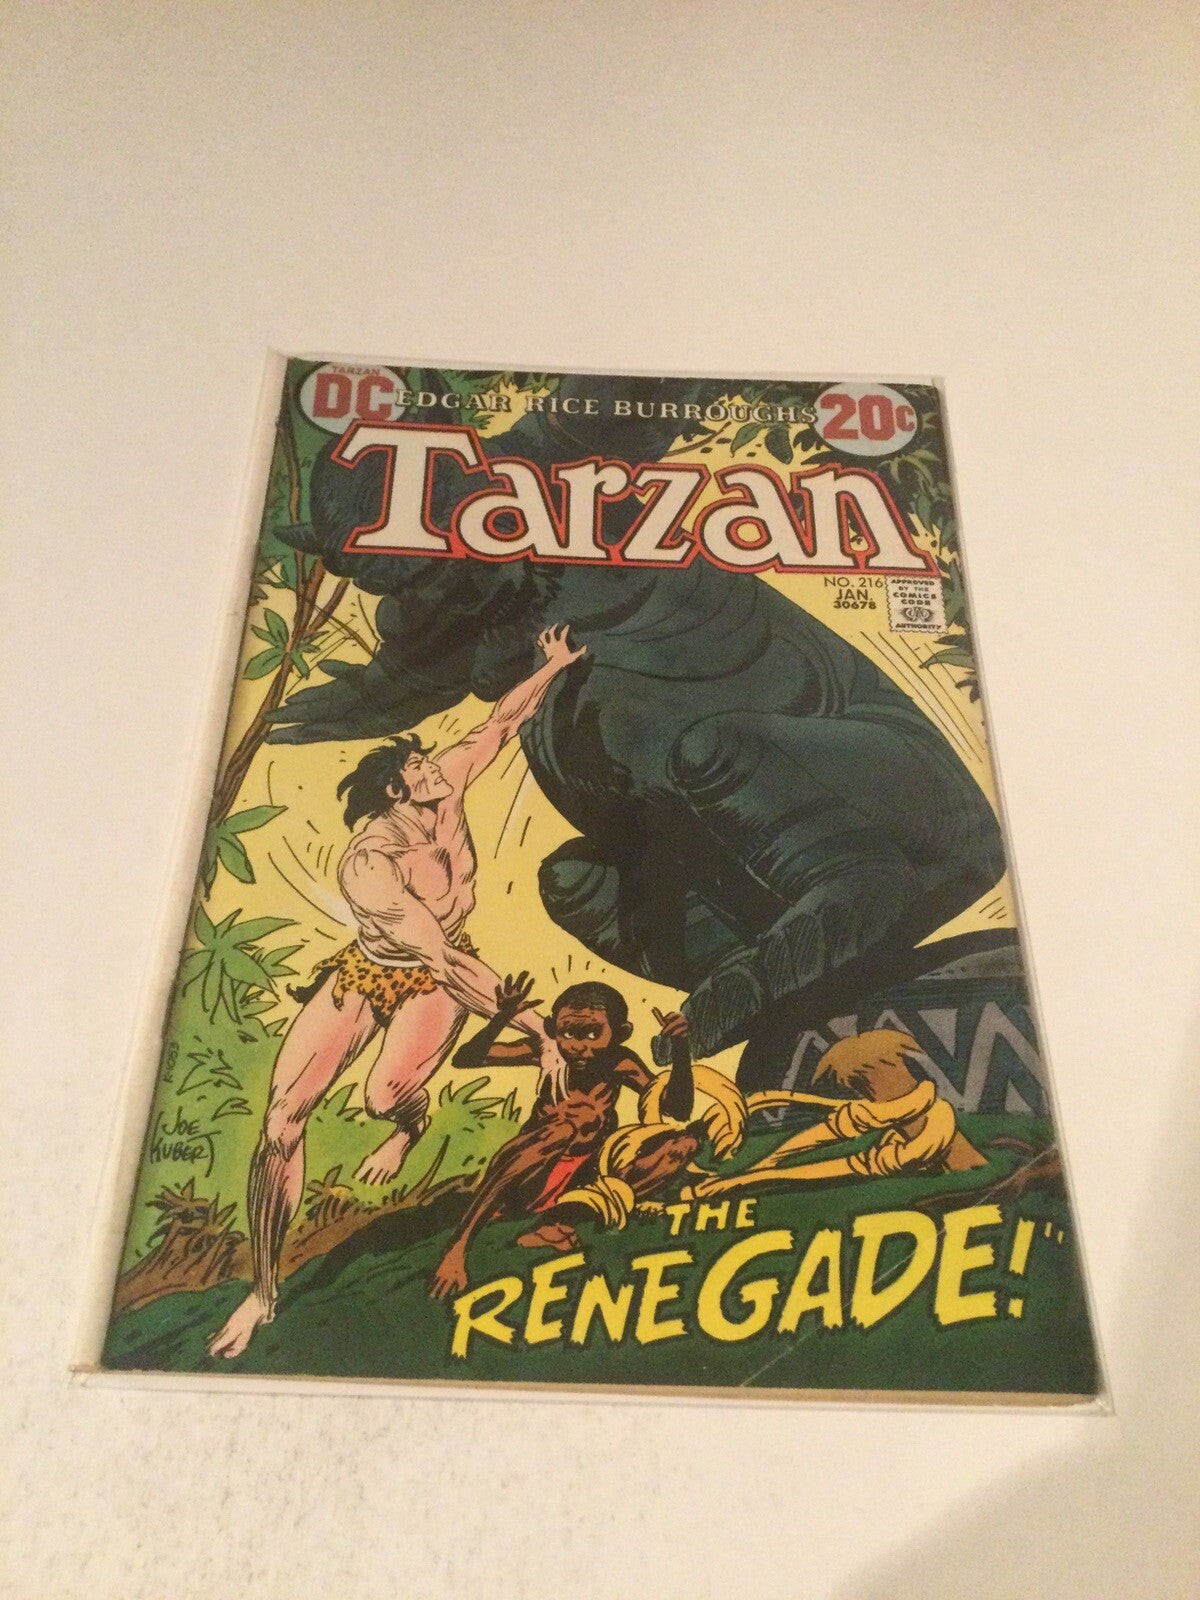 TARZAN
DC
EDGAR RICE BURROUGHS
20c
Tarzan
NO. 216
JAN.
30678
APPROVED
BY THE
COMICS
CODE
AUTHORITY
JOE
KUBERT
THE
RENEGADE!"